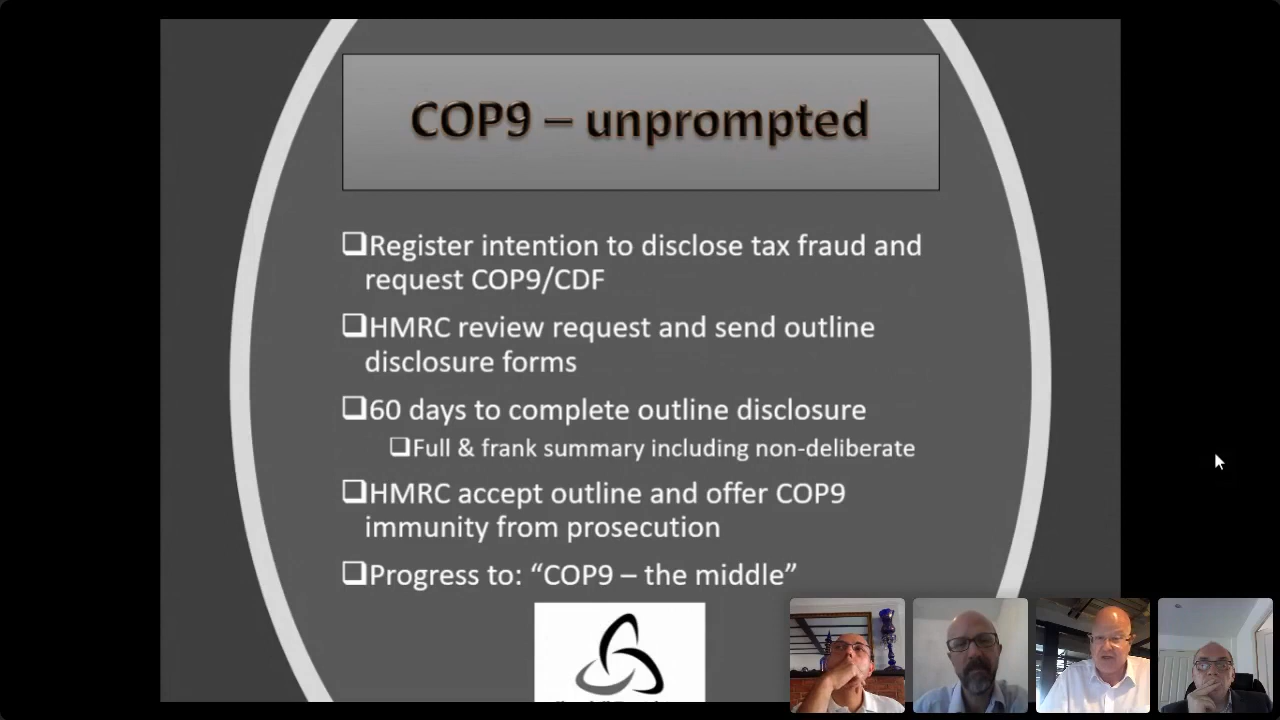 COP9 – unprompted
Register intention to disclose tax fraud and
request COP9/CDF
HMRC review request and send outline
disclosure forms
60 days to complete outline disclosure
Full & frank summary including non-deliberate
HMRC accept outline and offer COP9
immunity from prosecution
Progress to: “COP9 – the middle”